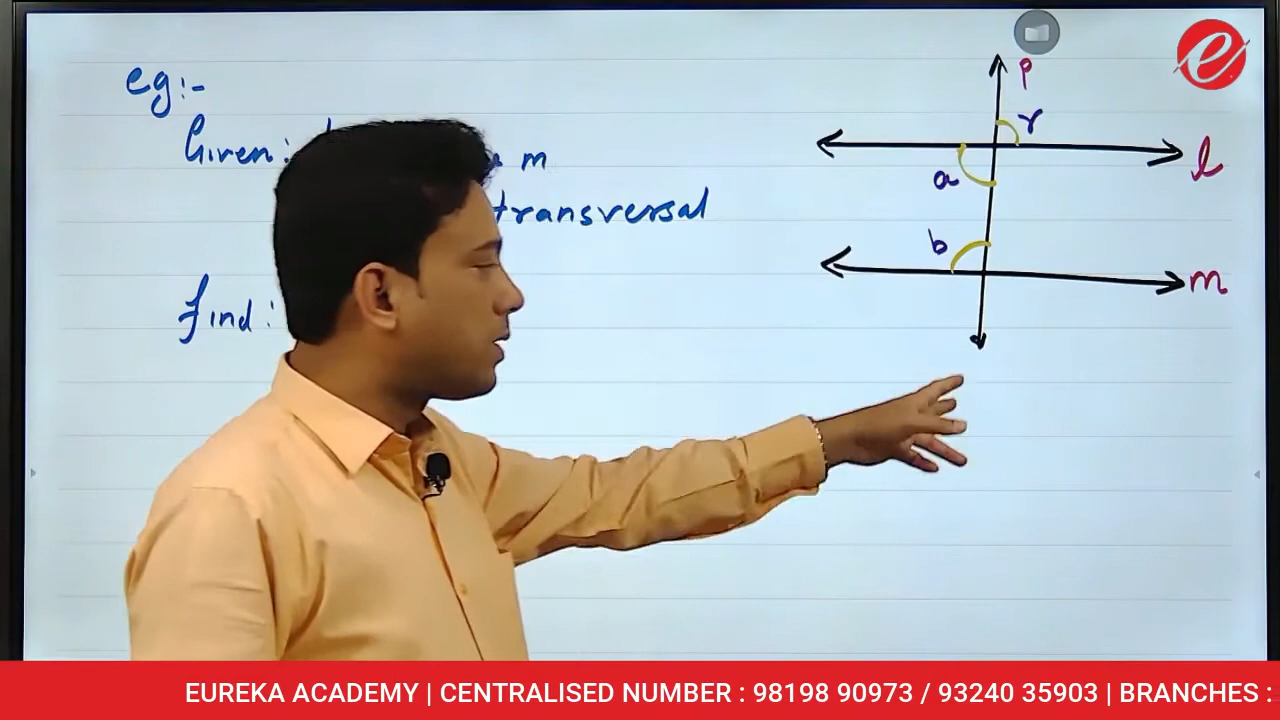 eg:-
Given: m
transversal
find:
P
r
l
a
b
m
e
EUREKA ACADEMY | CENTRALISED NUMBER : 98198 90973 / 93240 35903 | BRANCHES :